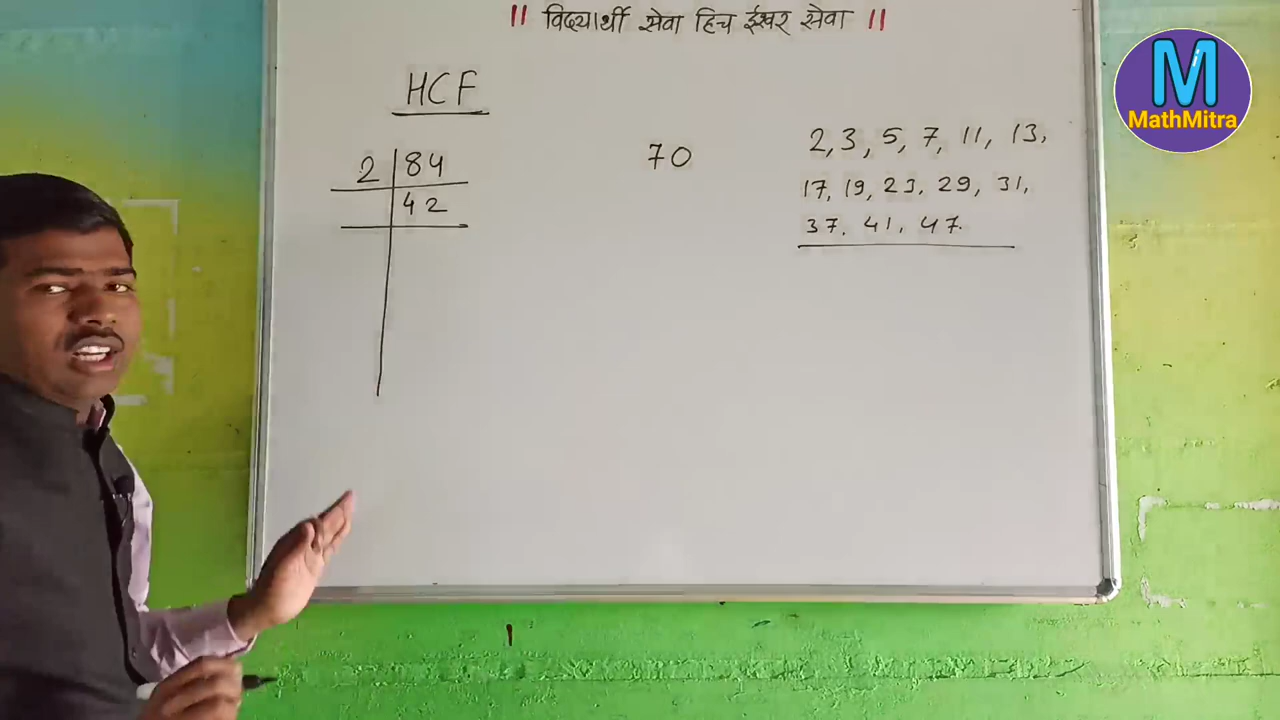 || विद्यार्थी सेवा हिच ईश्वर सेवा ||
M
MathMitra
HCF
2 84
42
70
2, 3, 5, 7, 11, 13,
17, 19, 23, 29, 31,
37, 41, 47.